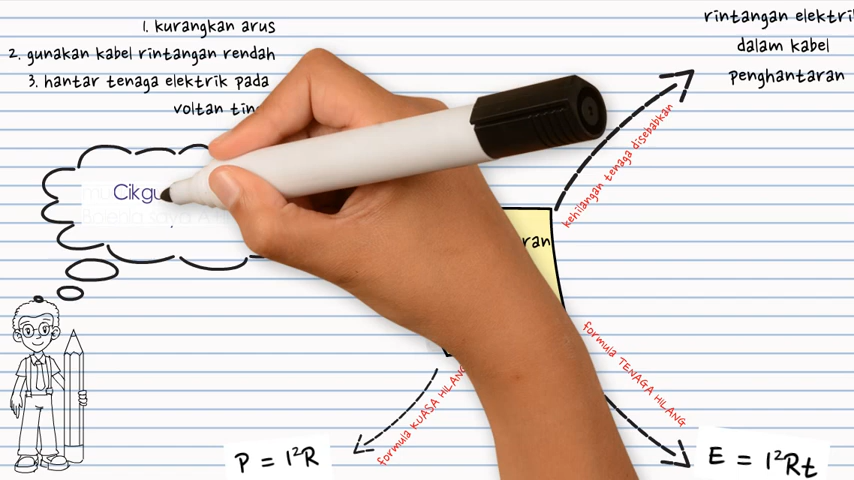 1. kurangkan arus
2. gunakan kabel rintangan rendah
3. hantar tenaga elektrik pada
voltan
rintangan elektrik
dalam kabel
penghantaran
kehilangan tenaga disebabkan
Cikgu
formula TENAGA HILANG
formula KUASA HILANG
P = I²R
E = I²Rt